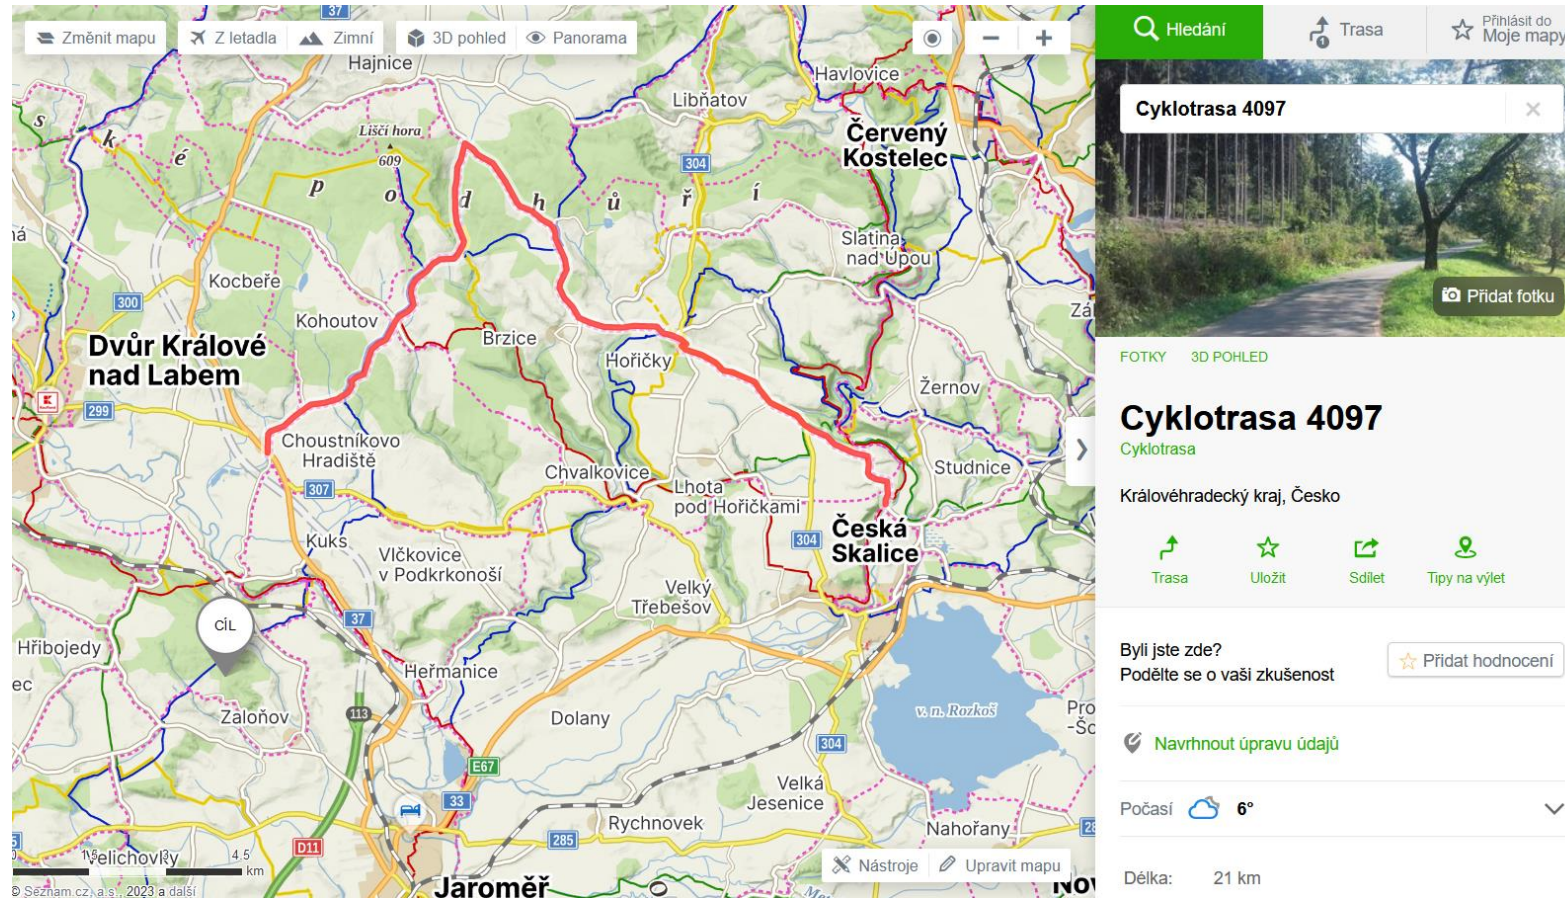 Změnit mapu
Z letadla
Zimní
3D pohled
Panorama
37
Hajnice
Havlovice
Libňatov
Liščí hora
609
s k é p o d h ů ř í
304
Červený
Kostelec
Slatina
nad Úpou
Kocbeře
300
Kohoutov
Brzice
Dvůr Králové
nad Labem
Hořičky
Žernov
299
Choustníkovo
Hradiště
Chvalkovice
Studnice
307
Lhota
pod Hořičkami
Česká
Skalice
304
Kuks
Vlčkovice
v Podkrkonoší
Velký
Třebešov
CÍL
37
Hřibojedy
Heřmanice
Zaloňov
113
Dolany
v. n. Rozkoš
304
E67
Velká
Jesenice
33
Rychnovek
Nahořany
285
D11
Velichovky
4.5
km
Jaroměř
© Seznam.cz, a.s., 2023 a další
Nástroje
Upravit mapu
Hledání
1
Trasa
Přihlásit do
Moje mapy
Cyklotrasa 4097
Přidat fotku
FOTKY
3D POHLED
Cyklotrasa 4097
Cyklotrasa
Královéhradecký kraj, Česko
Trasa
Uložit
Sdílet
Tipy na výlet
Byli jste zde?
Podělte se o vaši zkušenost
Přidat hodnocení
Navrhnout úpravu údajů
Počasí
6°
Délka:
21 km